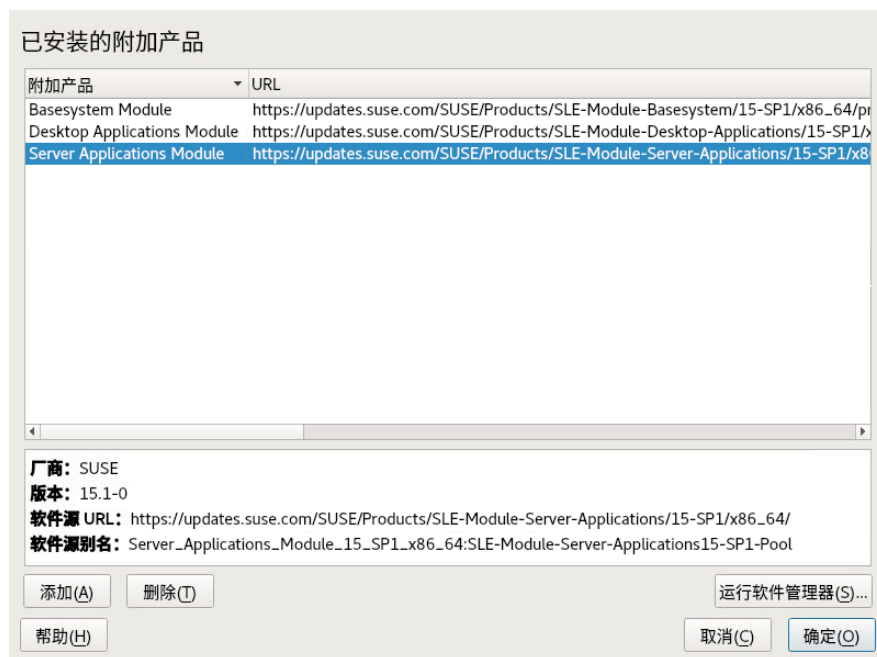 已安装的附加产品
附加产品 URL
Basesystem Module https://updates.suse.com/SUSE/Products/SLE-Module-Basesystem/15-SP1/x86_64/pr
Desktop Applications Module https://updates.suse.com/SUSE/Products/SLE-Module-Desktop-Applications/15-SP1/x
Server Applications Module https://updates.suse.com/SUSE/Products/SLE-Module-Server-Applications/15-SP1/x8
厂商：SUSE
版本：15.1-0
软件源 URL：https://updates.suse.com/SUSE/Products/SLE-Module-Server-Applications/15-SP1/x86_64/
软件源别名：Server_Applications_Module_15_SP1_x86_64:SLE-Module-Server-Applications15-SP1-Pool
添加(A) 删除(T) 运行软件管理器(S)...
帮助(H) 取消(C) 确定(O)